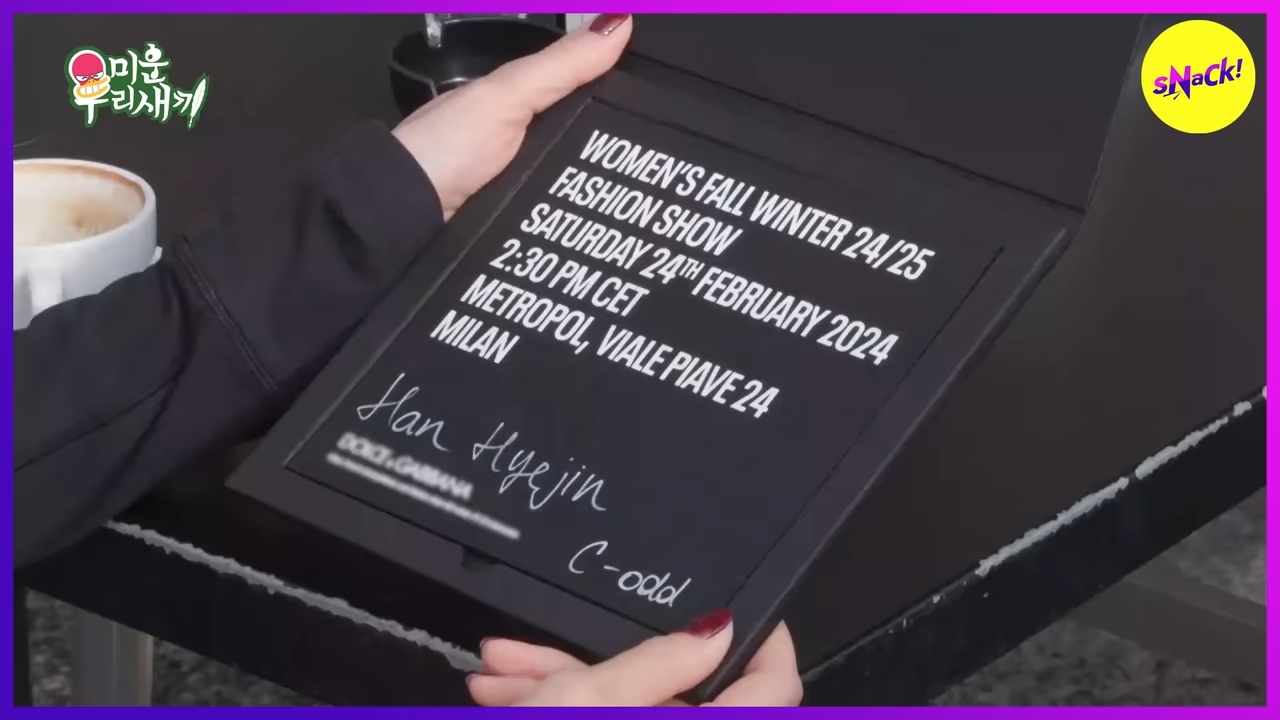 미운
우리새끼
sNaCk!
WOMEN'S FALL WINTER 24/25
FASHION SHOW
SATURDAY 24TH FEBRUARY 2024
2:30 PM CET
METROPOL, VIALE PIAVE 24
MILAN
Han Hyejin
DOLCE & GABBANA
C-odd